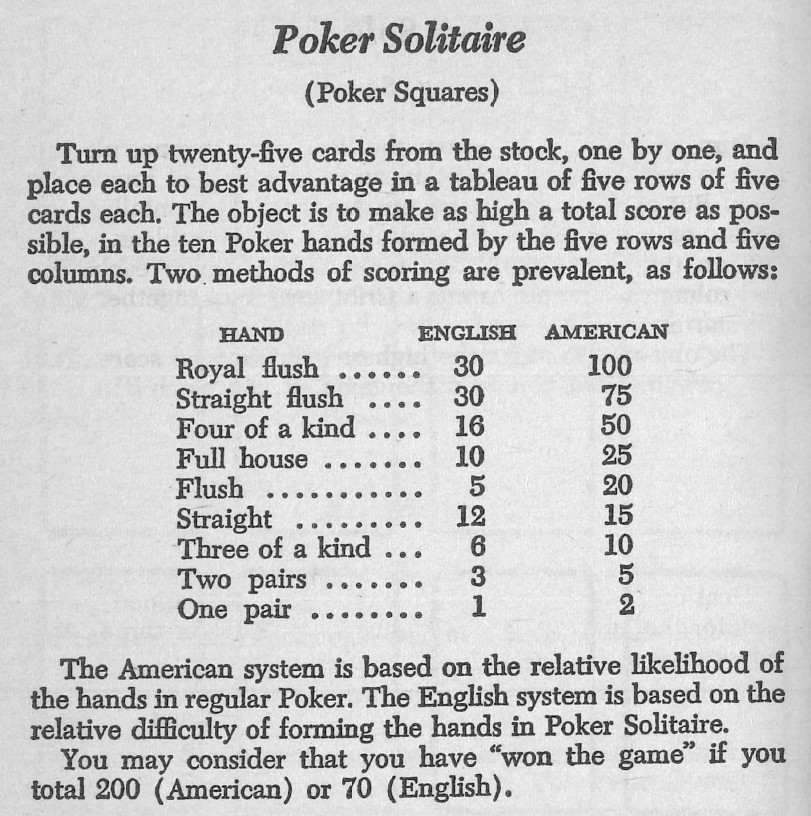 Poker Solitaire
(Poker Squares)
Turn up twenty-five cards from the stock, one by one, and
place each to best advantage in a tableau of five rows of five
cards each. The object is to make as high a total score as pos-
sible, in the ten Poker hands formed by the five rows and five
columns. Two methods of scoring are prevalent, as follows:
HAND ENGLISH AMERICAN
Royal flush ...... 30 100
Straight flush .... 30 75
Four of a kind .... 16 50
Full house ....... 10 25
Flush ........... 5 20
Straight ......... 12 15
Three of a kind ... 6 10
Two pairs ....... 3 5
One pair ........ 1 2
The American system is based on the relative likelihood of
the hands in regular Poker. The English system is based on the
relative difficulty of forming the hands in Poker Solitaire.
You may consider that you have “won the game” if you
total 200 (American) or 70 (English).